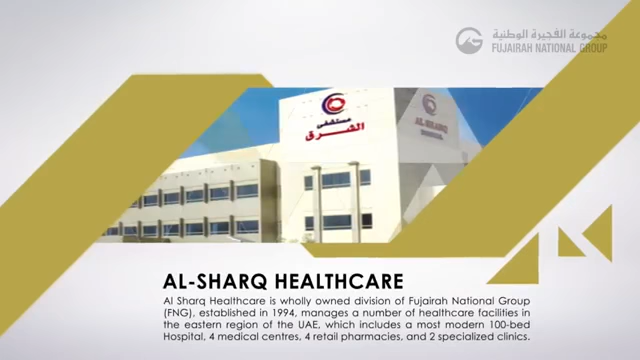 مجموعة الفجيرة الوطنية
FUJAIRAH NATIONAL GROUP
مستشفى
الشرق
AL-SHARQ
HOSPITAL
AL-SHARQ HEALTHCARE
Al Sharq Healthcare is wholly owned division of Fujairah National Group
(FNG), established in 1994, manages a number of healthcare facilities in
the eastern region of the UAE, which includes a most modern 100-bed
Hospital, 4 medical centres, 4 retail pharmacies, and 2 specialized clinics.